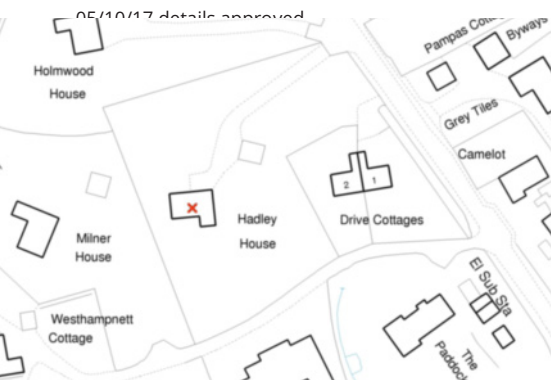 05/10/17 details approved
Pampas Cott
Byways
Holmwood
House
Grey Tiles
Camelot
2
1
Hadley
House
Drive Cottages
Milner
House
El Sub Sta
Westhampnett
Cottage
The
Paddock